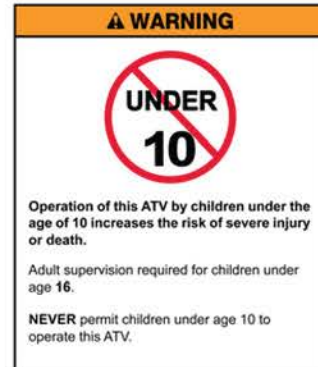 ⚠ WARNING
UNDER
10
Operation of this ATV by children under the
age of 10 increases the risk of severe injury
or death.
Adult supervision required for children under
age 16.
NEVER permit children under age 10 to
operate this ATV.